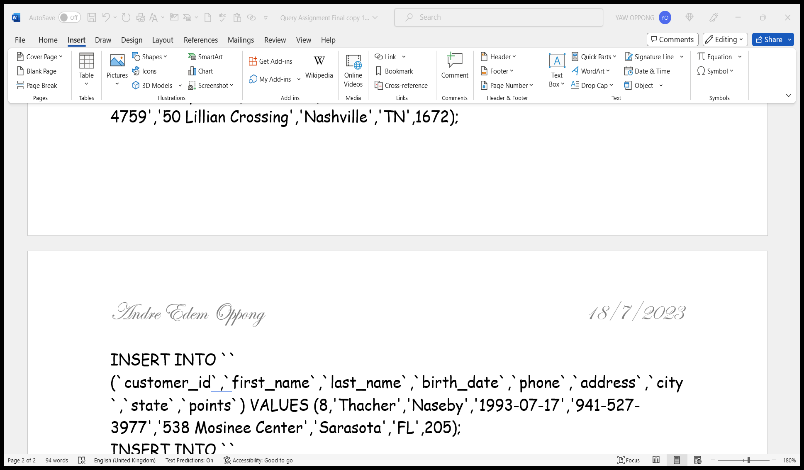 AutoSave Off
Query Assignment Final copy 1...
Search
YAW OPPONG YO
File Home Insert Draw Design Layout References Mailings Review View Help
Comments Editing Share
Cover Page
Blank Page
Page Break
Pages
Table
Tables
Pictures
Shapes
Icons
3D Models
SmartArt
Chart
Screenshot
Illustrations
Get Add-ins
My Add-ins
W
Wikipedia
Add-ins
Online
Videos
Media
Link
Bookmark
Cross-reference
Links
Comment
Comments
Header
Footer
Page Number
Header & Footer
Text
Box
Quick Parts
WordArt
Drop Cap
Signature Line
Date & Time
Object
Text
Equation
Symbol
Symbols
4759','50 Lillian Crossing','Nashville','TN',1672);
Andre Edem Oppong 18/7/2023
INSERT INTO ``
(`customer_id`,`first_name`,`last_name`,`birth_date`,`phone`,`address`,`city
`,`state`,`points`) VALUES (8,'Thacher','Naseby','1993-07-17','941-527-
3977','538 Mosinee Center','Sarasota','FL',205);
INSERT INTO ``
Page 2 of 2 94 words English (United Kingdom) Text Predictions: On Accessibility: Good to go Focus 180%